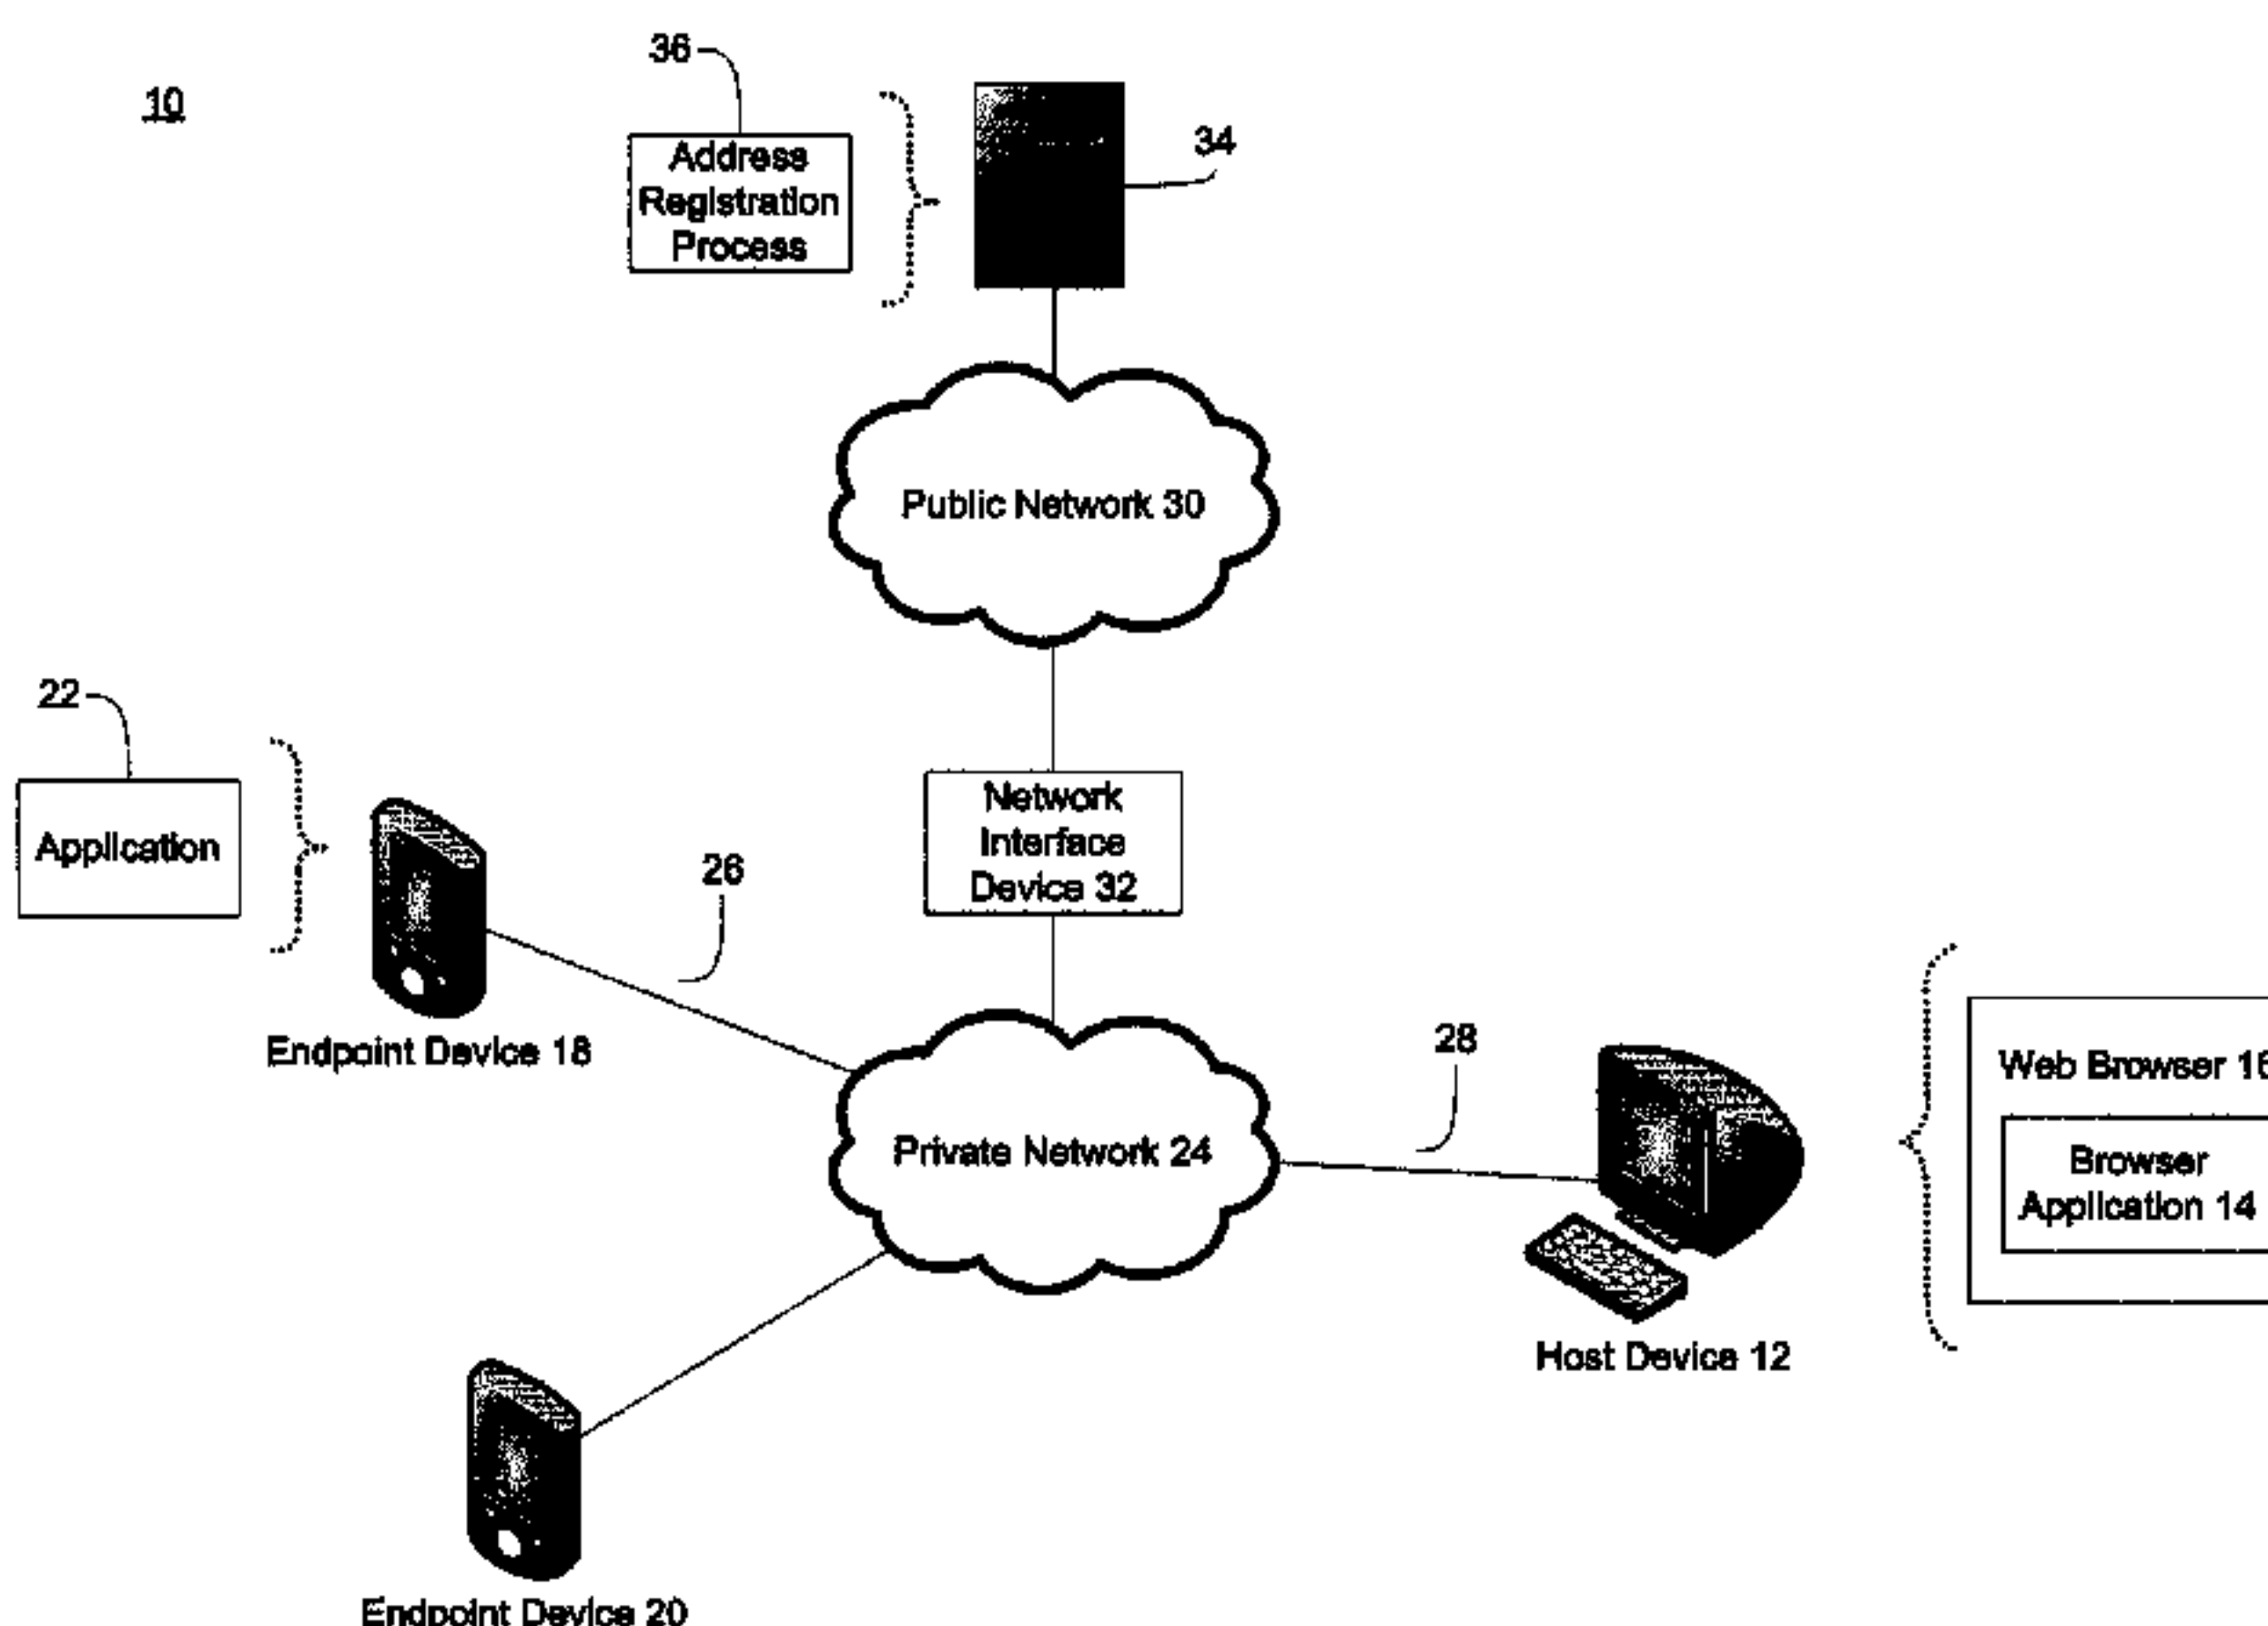 36
10
34
Address
Registration
Process
Public Network 30
22
Network
Interface
Device 32
Application
26
Endpoint Device 18
28
Web Browser 16
Private Network 24
Browser
Application 14
Host Device 12
Endpoint Device 20